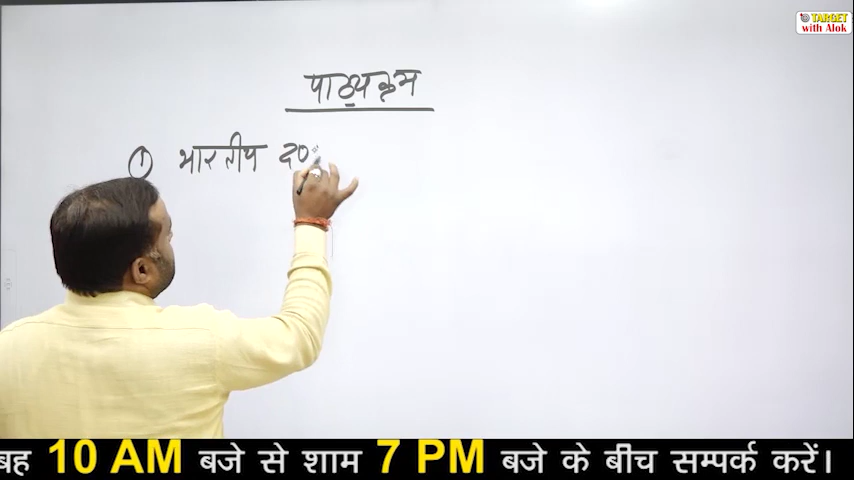 TARGET
with Alok
पाठ्यक्रम
① भारतीय
बह 10 AM बजे से शाम 7 PM बजे के बीच सम्पर्क करें।